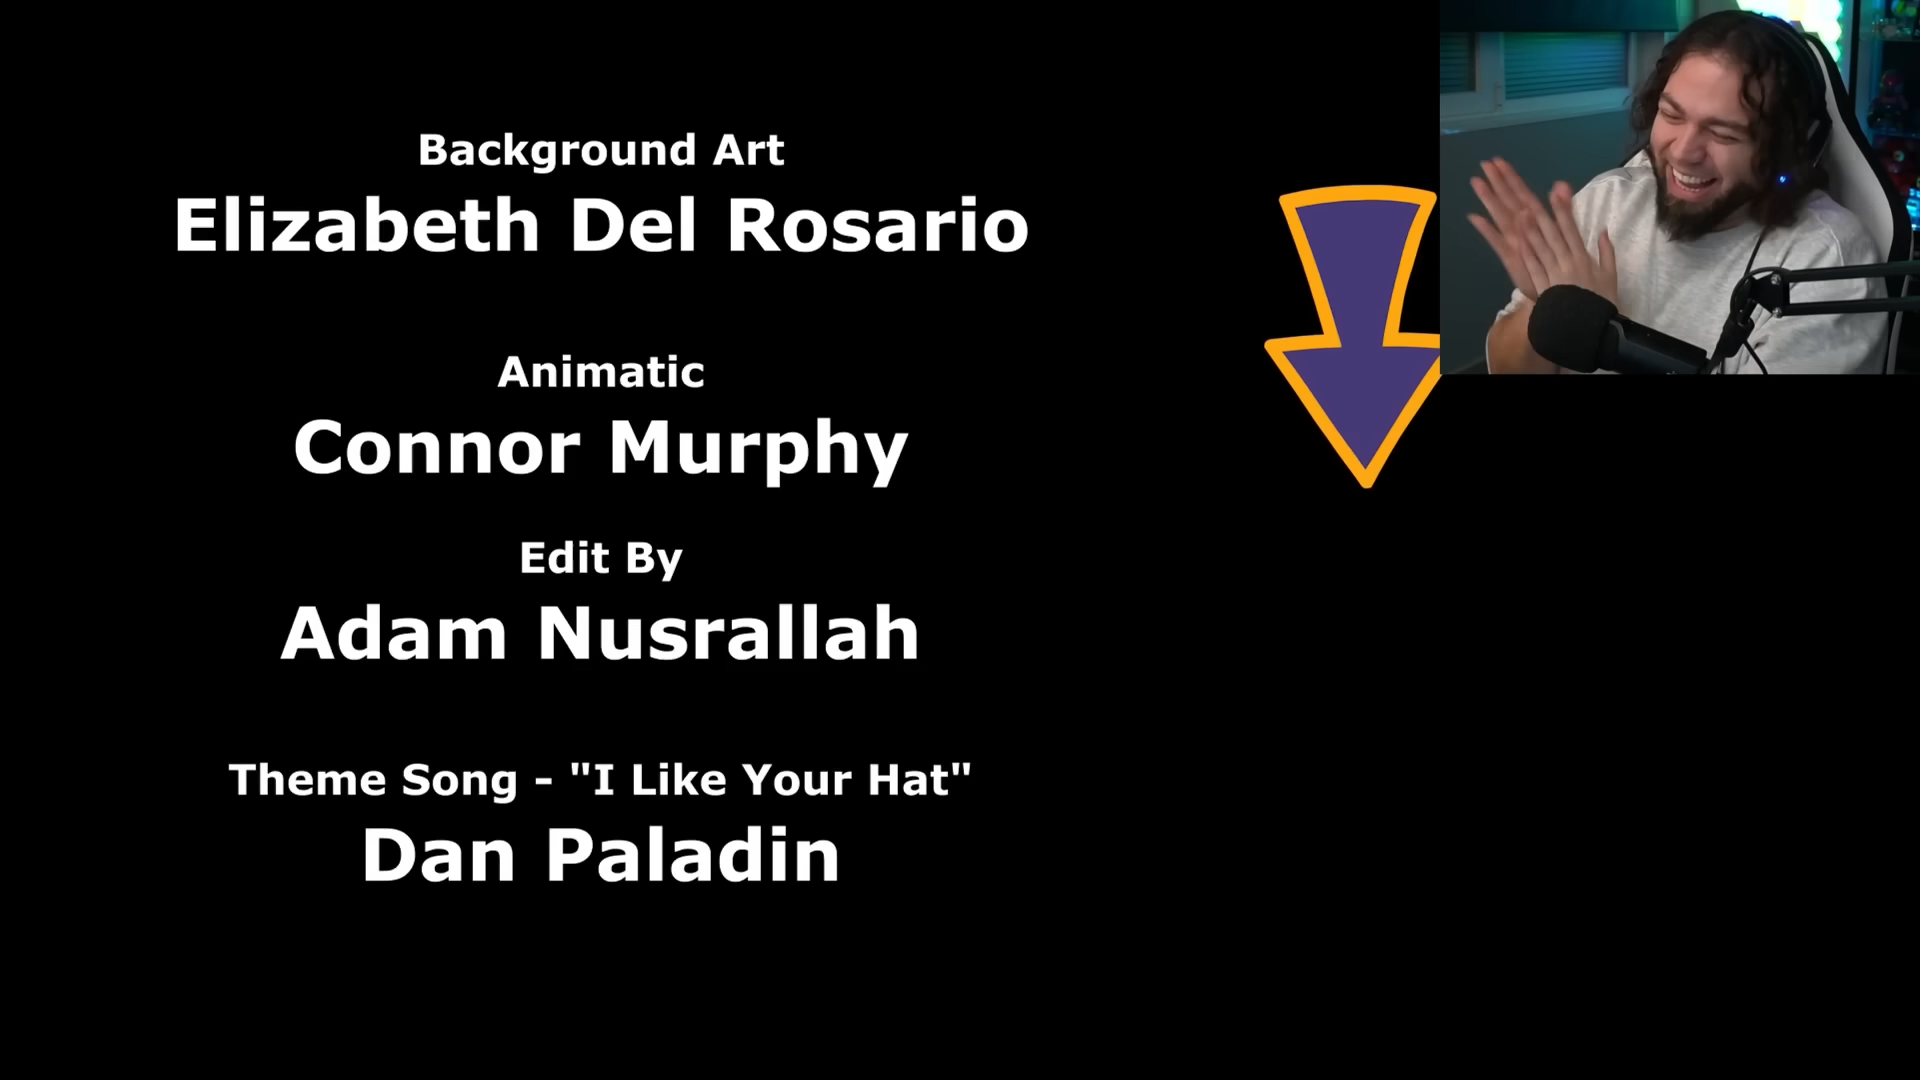 Background Art
Elizabeth Del Rosario
Animatic
Connor Murphy
Edit By
Adam Nusrallah
Theme Song - "I Like Your Hat"
Dan Paladin